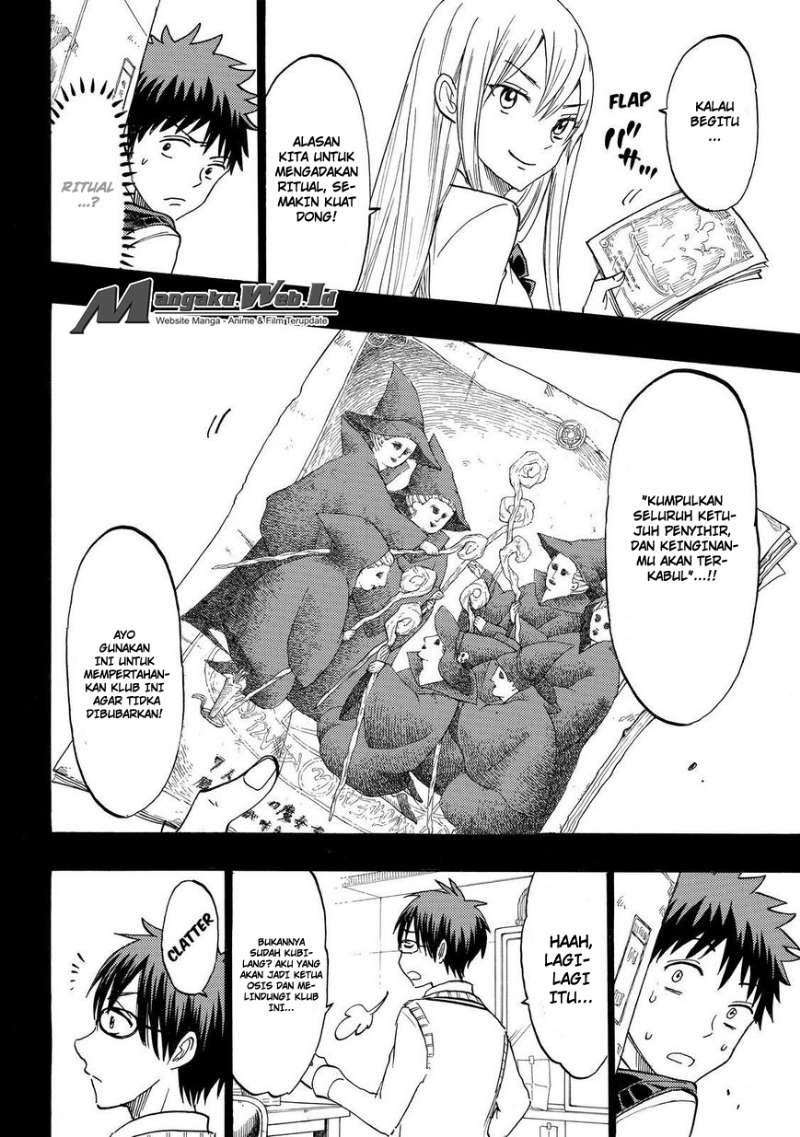 KALAU
BEGITU
...
FLAP
ALASAN
KITA UNTUK
MENGADAKAN
RITUAL, SE-
MAKIN KUAT
DONG!
RITUAL
...?
Mangaku.Web.Id
Website Manga - Anime & Film Terupdate
"KUMPULKAN
SELURUH KETU-
JUH PENYIHIR,
DAN KEINGINAN-
MU AKAN TER-
KABUL"...!!
AYO
GUNAKAN
INI UNTUK
MEMPERTAHAN-
KAN KLUB INI
AGAR TIDKA
DIBUBARKAN!
HAAH,
LAGI-
LAGI
ITU...
BUKANNYA
SUDAH KUBI-
LANG? AKU YANG
AKAN JADI KETUA
OSIS DAN ME-
LINDUNGI KLUB
INI...
CLATTER